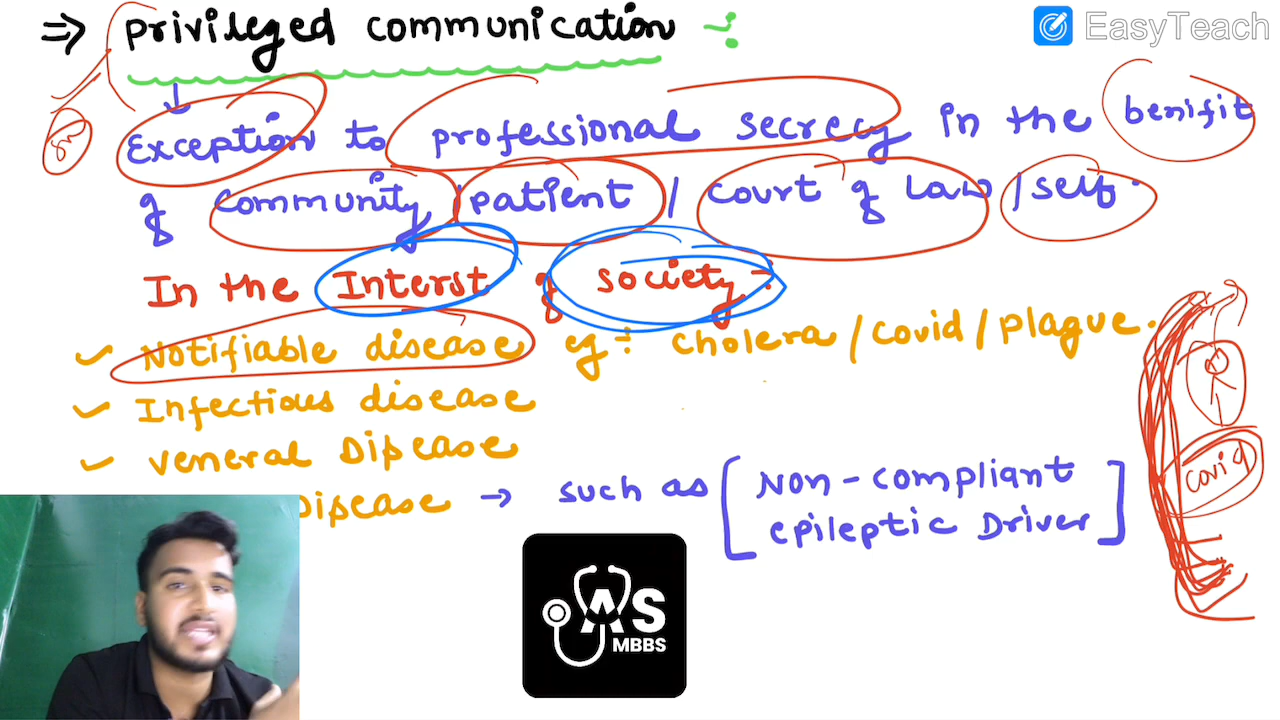 ⇒ privileged communication -:
EasyTeach
Exception to professional secrecy in the benifit
of community / patient / court of law / self.
In the Interst of society :
✓ Notifiable disease eg :- cholera / covid / plague.
✓ Infectious disease
✓ veneral Disease
Disease → such as [Non-compliant
epileptic Driver]
covid
AS
MBBS